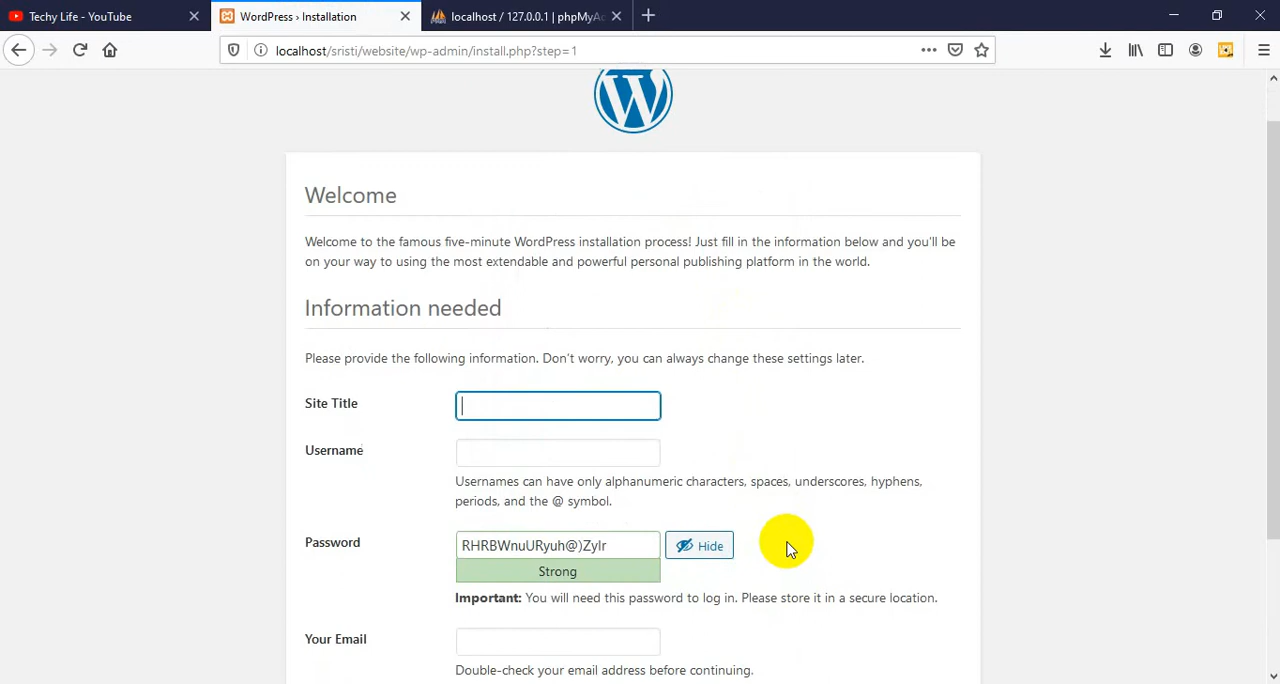 Techy Life - YouTube
WordPress › Installation
localhost / 127.0.0.1 | phpMyAd
localhost/sristi/website/wp-admin/install.php?step=1
Welcome
Welcome to the famous five-minute WordPress installation process! Just fill in the information below and you'll be
on your way to using the most extendable and powerful personal publishing platform in the world.
Information needed
Please provide the following information. Don't worry, you can always change these settings later.
Site Title
Username
Usernames can have only alphanumeric characters, spaces, underscores, hyphens,
periods, and the @ symbol.
Password
RHRBWnuURyuh@)Zylr
Hide
Strong
Important: You will need this password to log in. Please store it in a secure location.
Your Email
Double-check your email address before continuing.